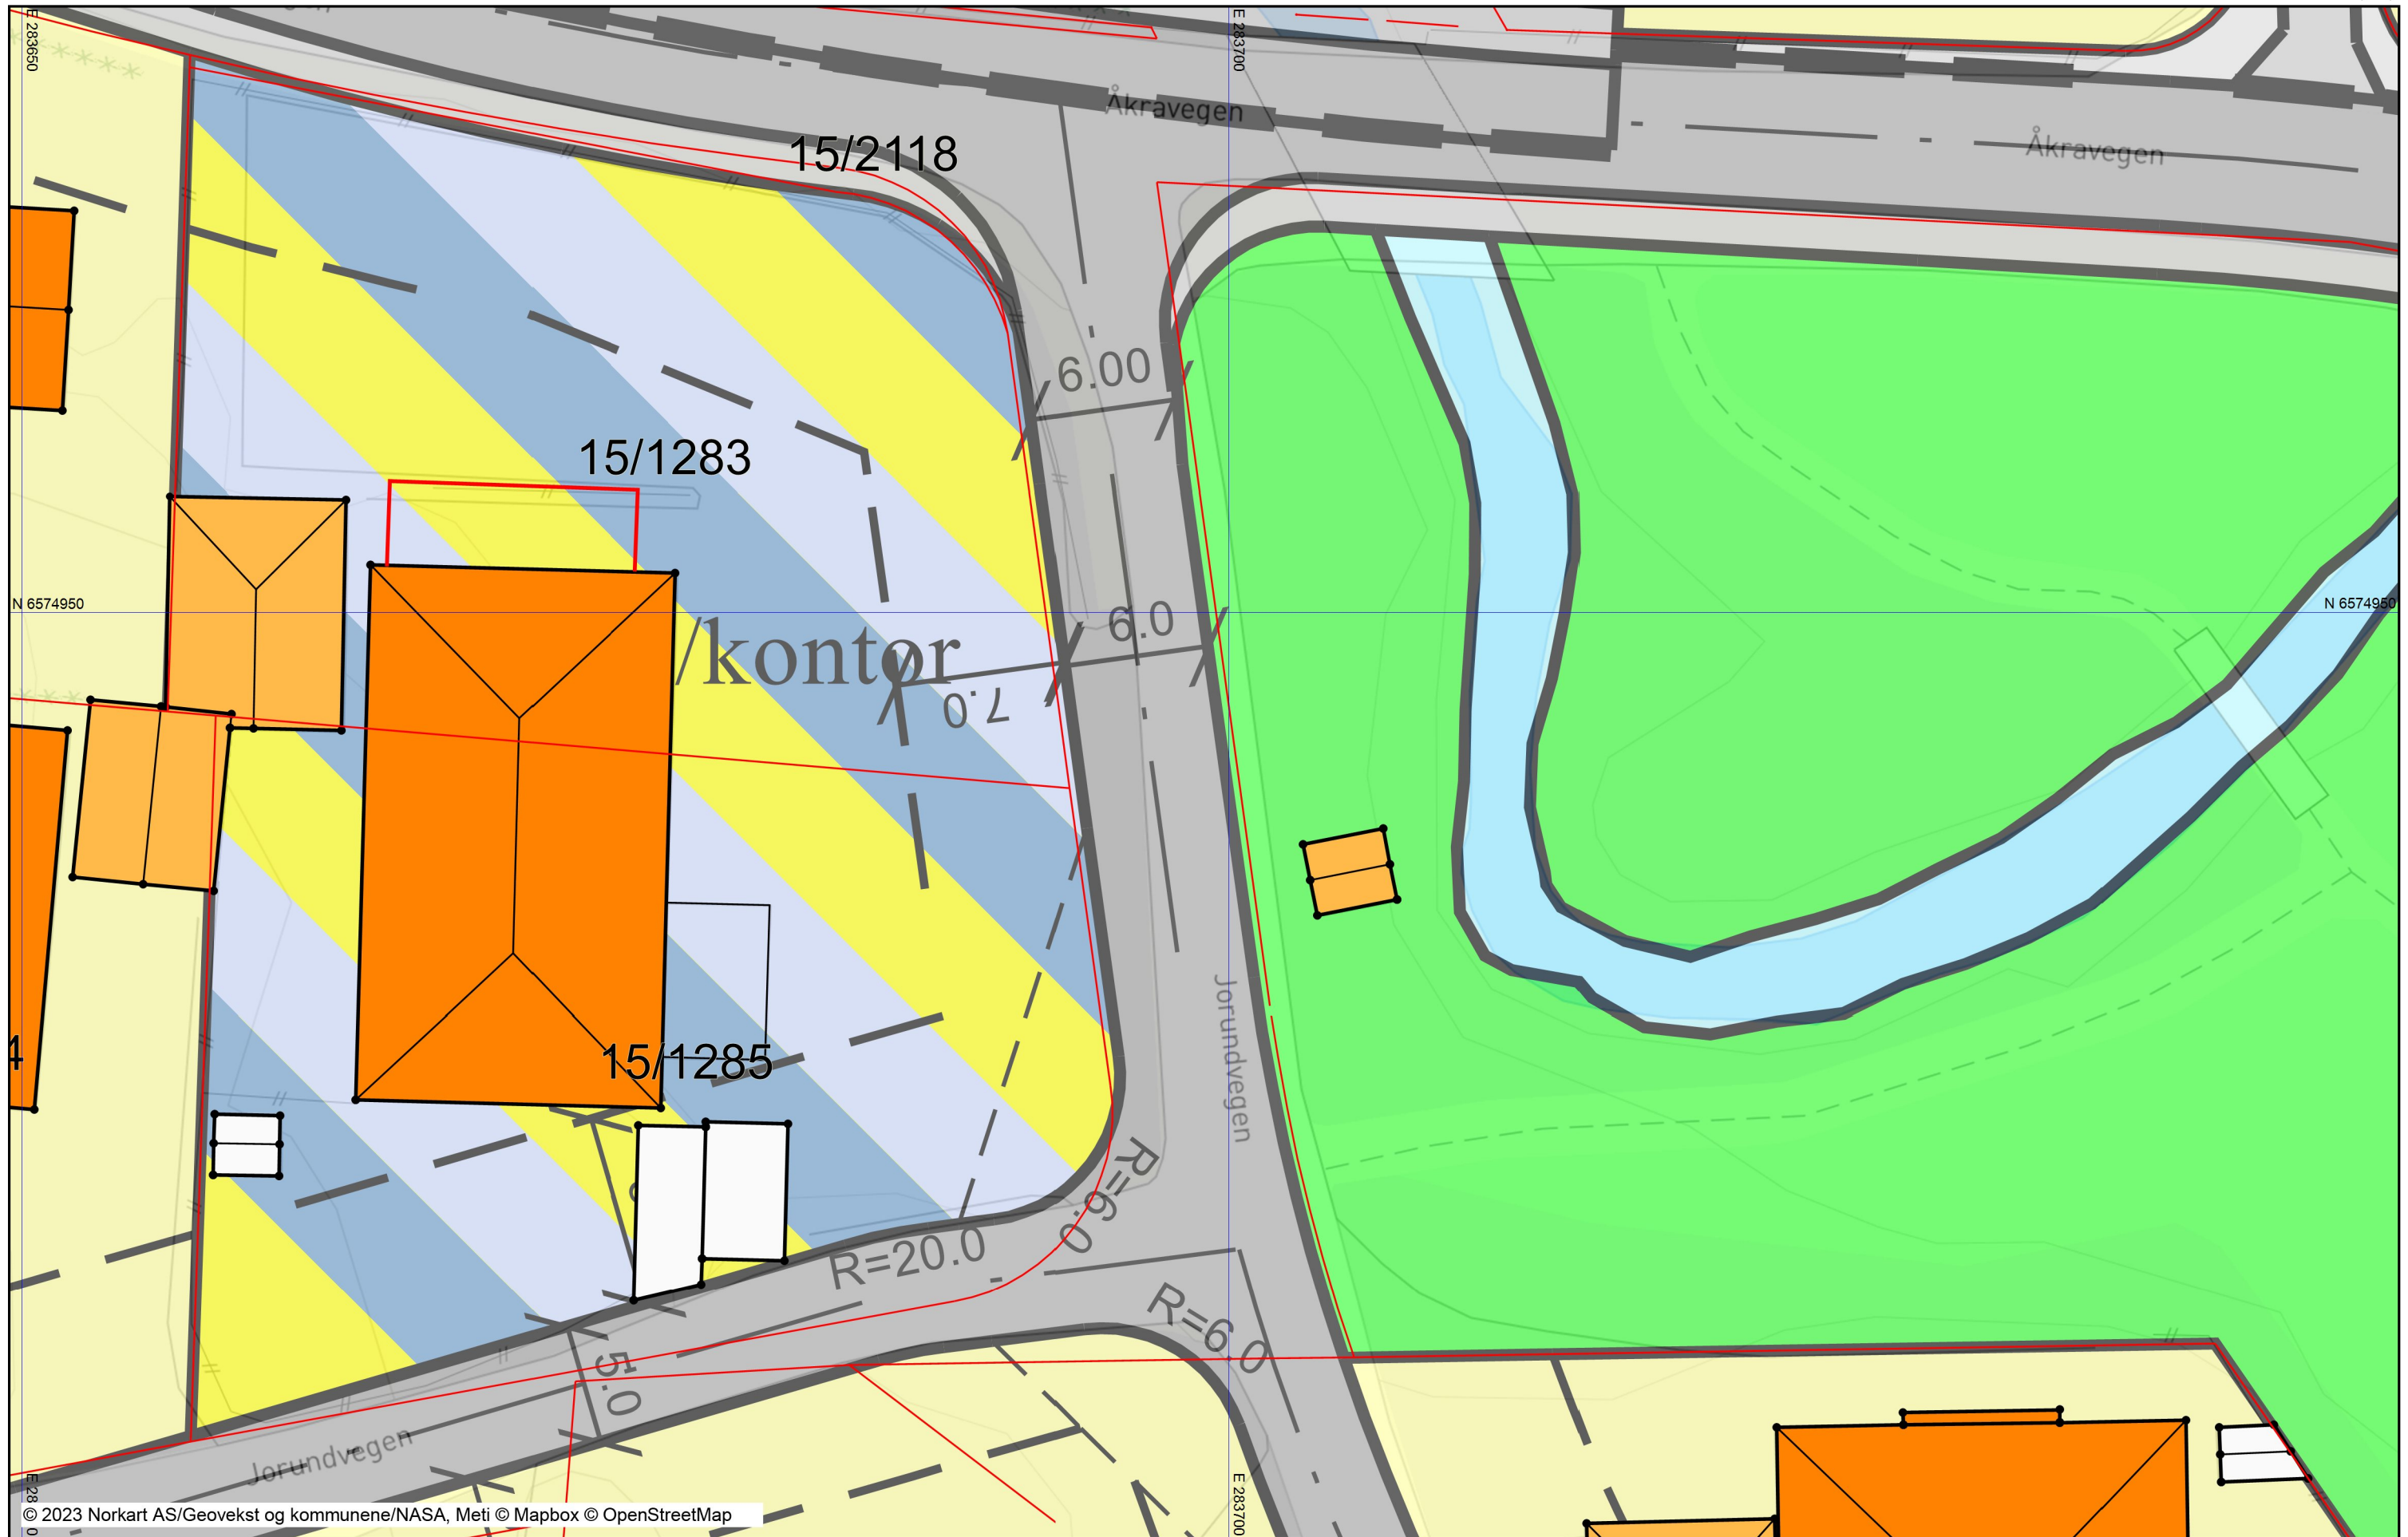 E 283650
E 283700
Åkravegen
Åkravegen
15/2118
6.00
15/1283
N 6574950
N 6574950
6.0
/kontor
7.0
Jorundvegen
4
15/1285
R=6.0
R=20.0
R=6.0
5.0
Jorundvegen
E 283700
© 2023 Norkart AS/Geovekst og kommunene/NASA, Meti © Mapbox © OpenStreetMap